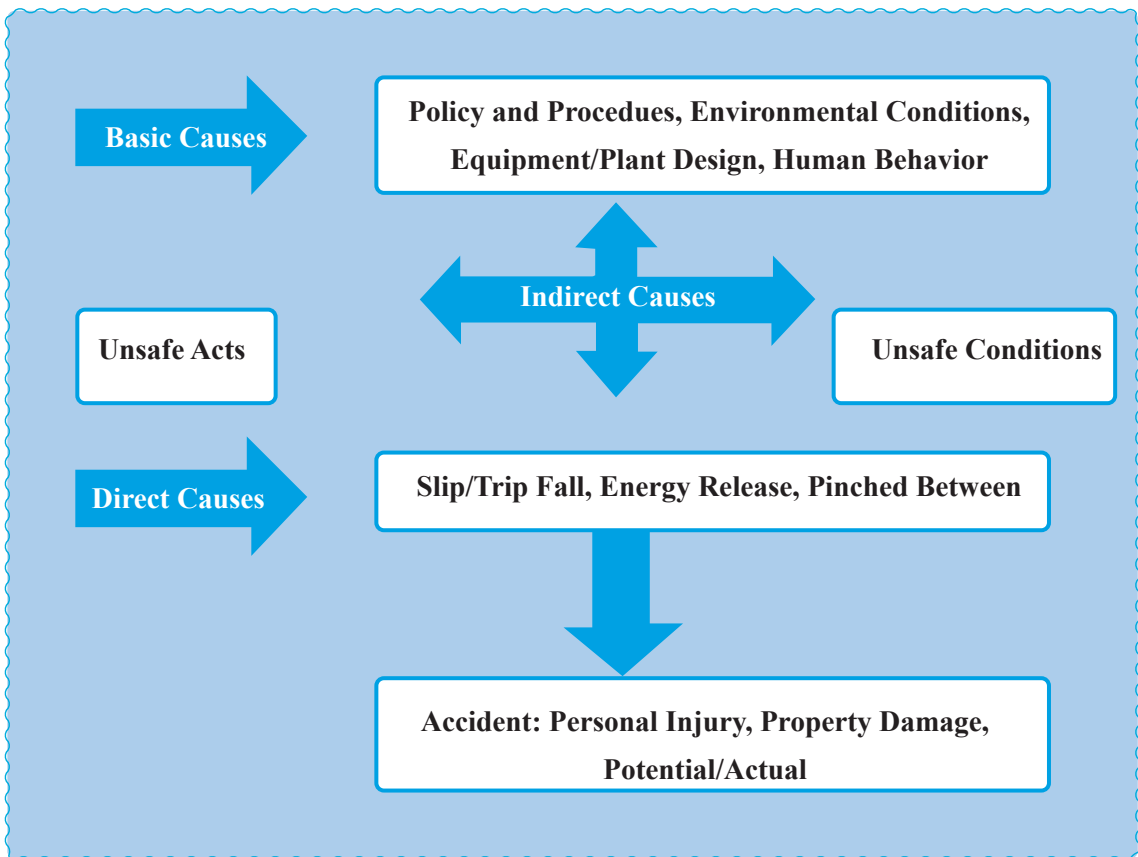 Basic Causes
Policy and Procedues, Environmental Conditions,
Equipment/Plant Design, Human Behavior
Indirect Causes
Unsafe Acts
Unsafe Conditions
Direct Causes
Slip/Trip Fall, Energy Release, Pinched Between
Accident: Personal Injury, Property Damage,
Potential/Actual